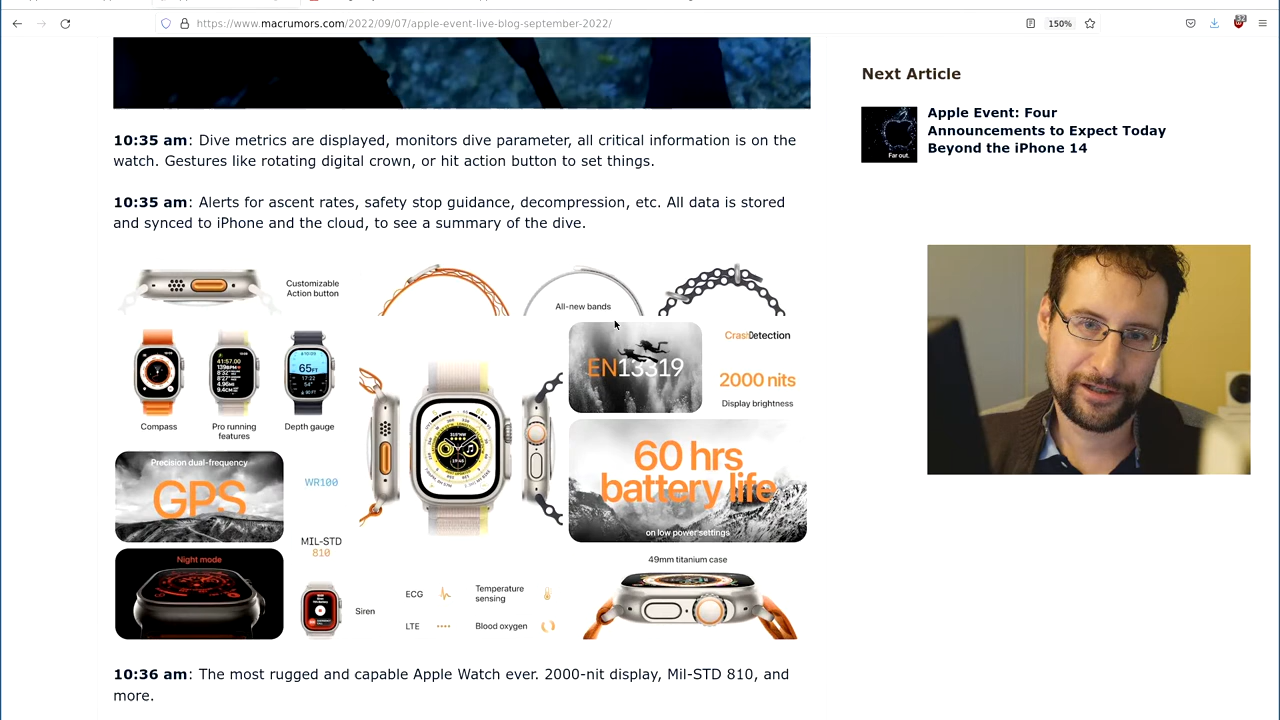 https://www.macrumors.com/2022/09/07/apple-event-live-blog-september-2022/
150%
10:35 am: Dive metrics are displayed, monitors dive parameter, all critical information is on the
watch. Gestures like rotating digital crown, or hit action button to set things.
10:35 am: Alerts for ascent rates, safety stop guidance, decompression, etc. All data is stored
and synced to iPhone and the cloud, to see a summary of the dive.
Customizable
Action button
All-new bands
Compass
Pro running
features
65FT
Depth gauge
EN13319
Crash Detection
2000 nits
Display brightness
Precision dual-frequency
GPS
WR100
60 hrs
battery life
on low power settings
MIL-STD
810
Night mode
Siren
ECG
Temperature
sensing
LTE
Blood oxygen
49mm titanium case
10:36 am: The most rugged and capable Apple Watch ever. 2000-nit display, Mil-STD 810, and
more.
Next Article
Far out.
Apple Event: Four
Announcements to Expect Today
Beyond the iPhone 14